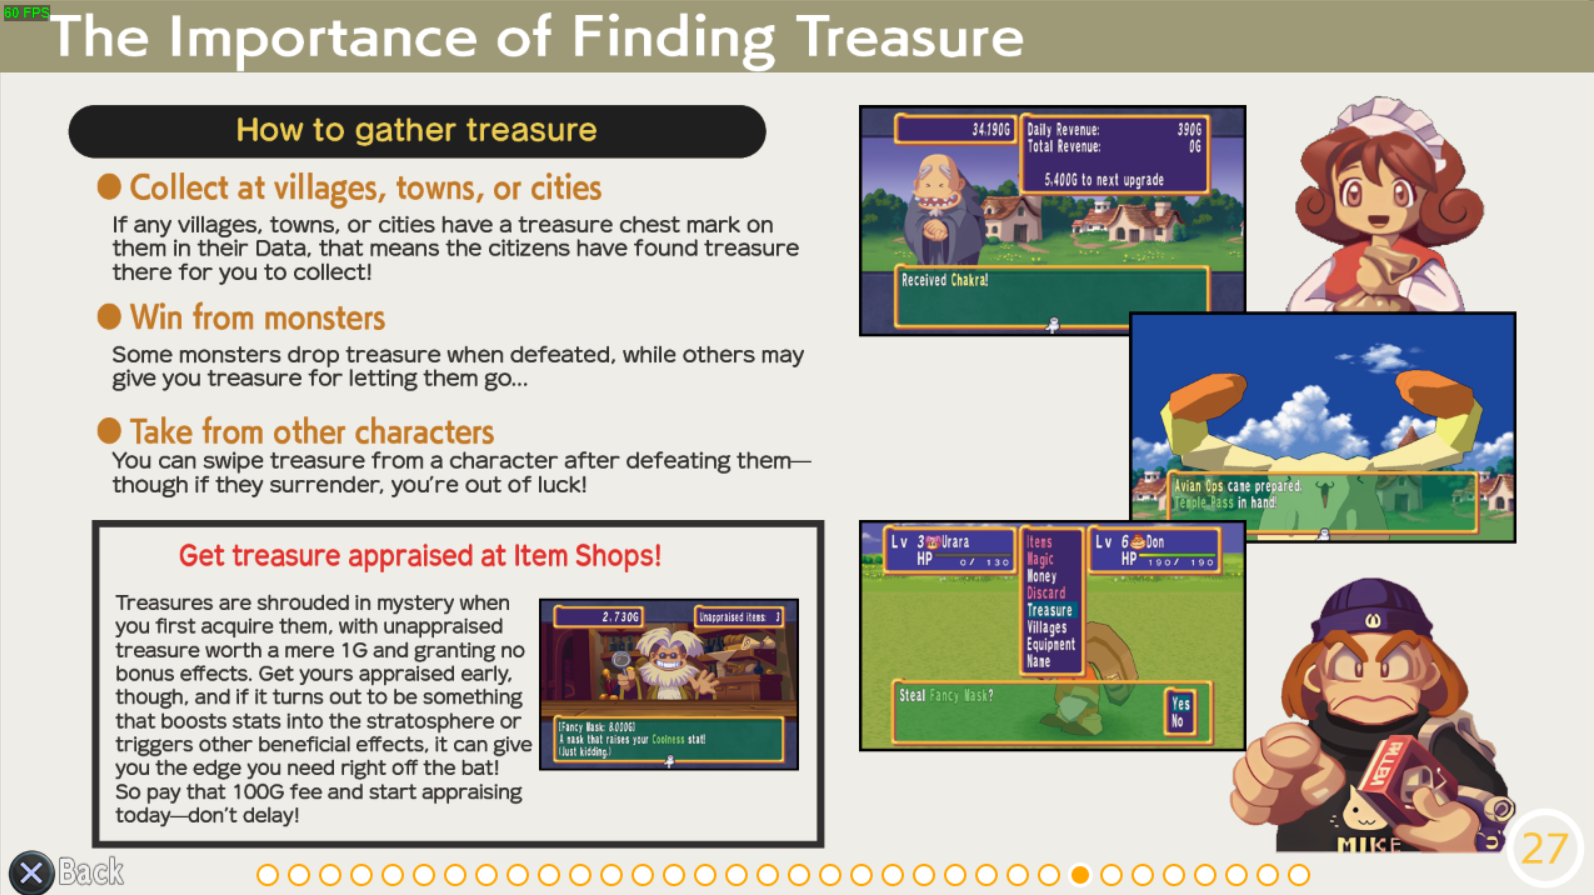 60 FPS
The Importance of Finding Treasure
How to gather treasure
Collect at villages, towns, or cities
If any villages, towns, or cities have a treasure chest mark on
them in their Data, that means the citizens have found treasure
there for you to collect!
Win from monsters
Some monsters drop treasure when defeated, while others may
give you treasure for letting them go...
Take from other characters
You can swipe treasure from a character after defeating them—
though if they surrender, you're out of luck!
Get treasure appraised at Item Shops!
Treasures are shrouded in mystery when
you first acquire them, with unappraised
treasure worth a mere 1G and granting no
bonus effects. Get yours appraised early,
though, and if it turns out to be something
that boosts stats into the stratosphere or
triggers other beneficial effects, it can give
you the edge you need right off the bat!
So pay that 100G fee and start appraising
today—don't delay!
2,730G
Unappraised items: 3
(Fancy Mask: 8,000G)
A mask that raises your Coolness stat!
(Just kidding.)
34,190G
Daily Revenue: 390G
Total Revenue: 0G
5,400G to next upgrade
Received Chakra!
Avian Ops came prepared.
Temple Pass in hand!
Lv 3 Urara
HP 0/ 130
Items
Magic
Money
Discard
Treasure
Villages
Equipment
Name
Lv 6 Don
HP 190/ 190
Steal Fancy Mask?
Yes
No
MIKE
Back
27